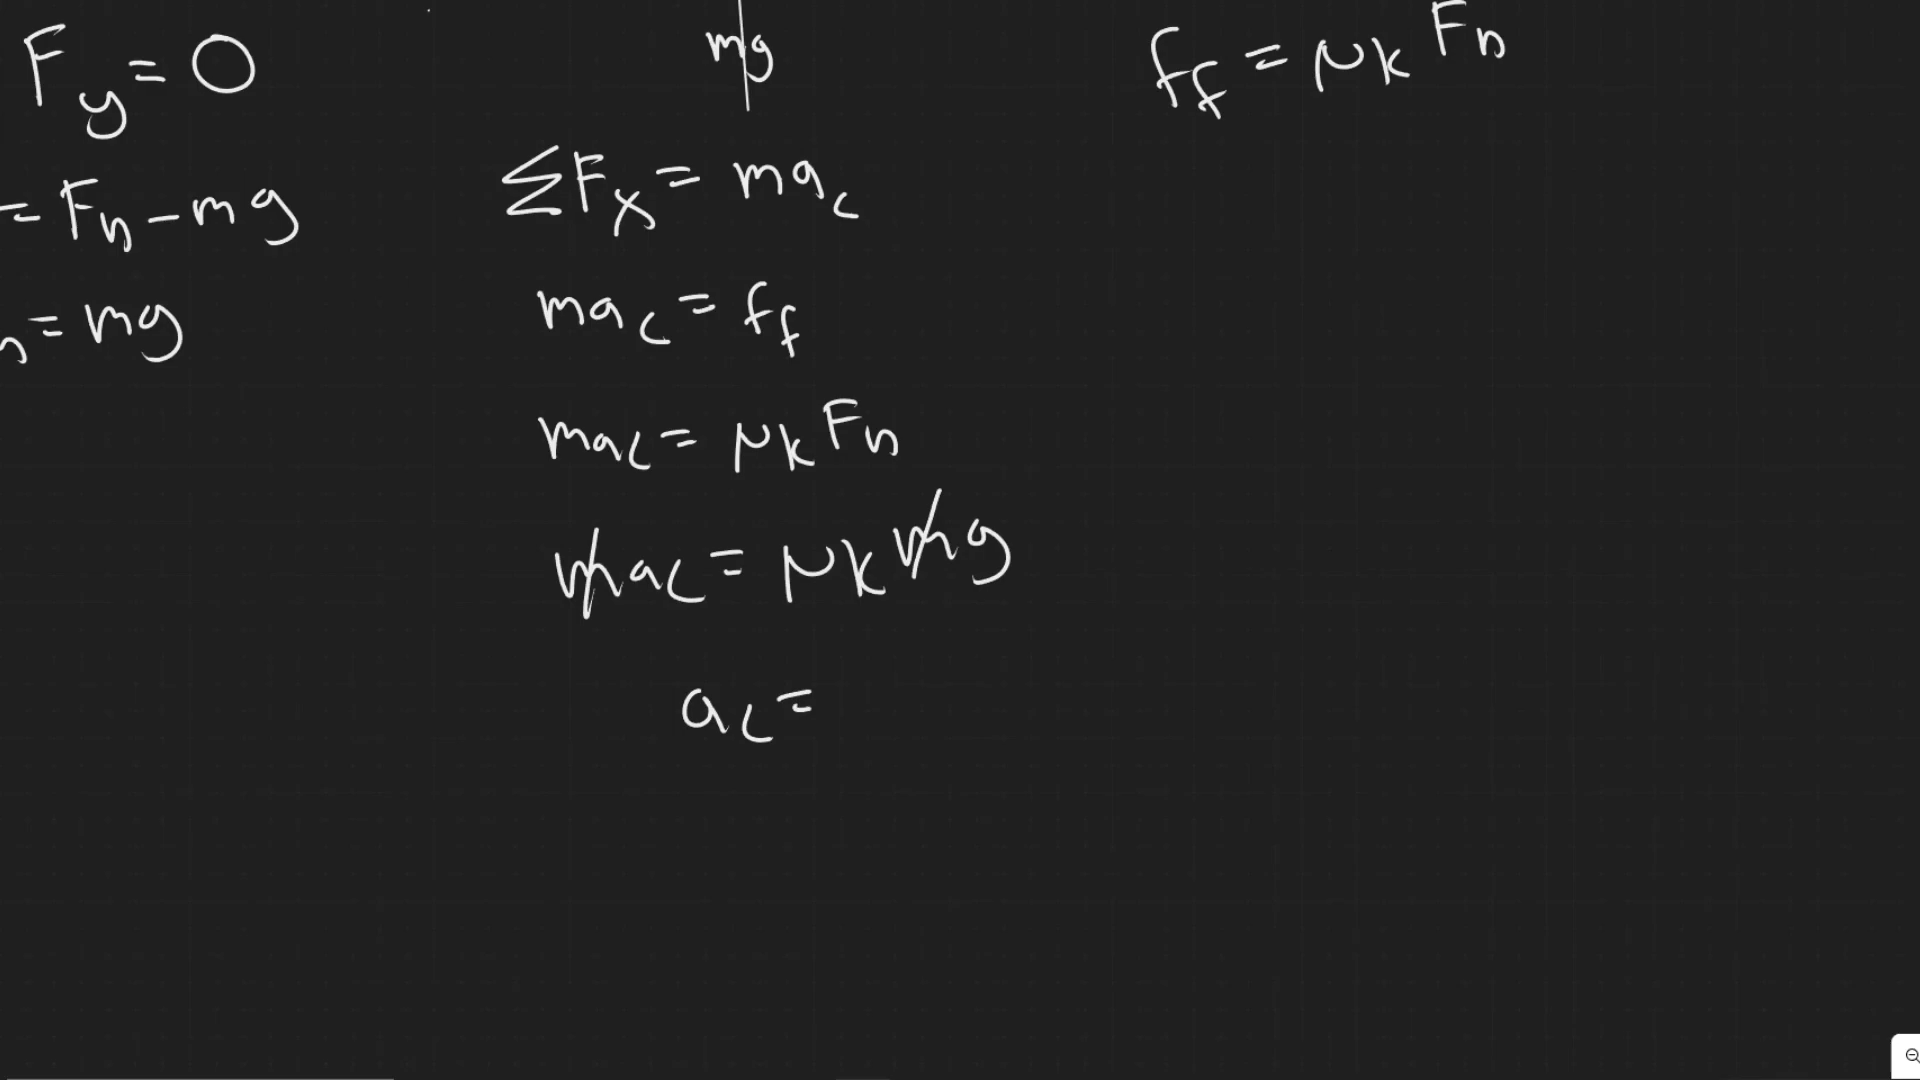 Fy = 0
= Fn - mg
n = mg
mg
ΣFx = mac
mac = ff
mac = μk Fn
mac = μk mg
ac =
ff = μk Fn